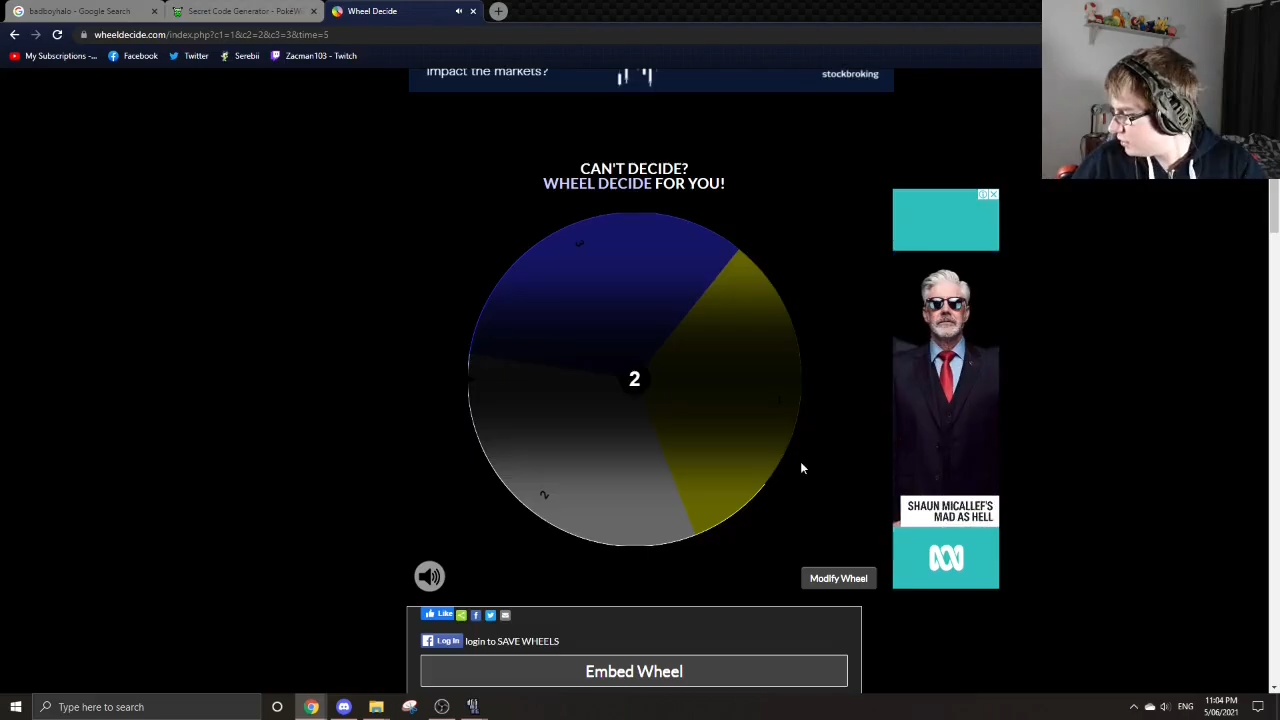 badboyhalo - Google Search
Secret Code Generator - PokéW
Wheel Decide
wheeldecide.com/index.php?c1=1&c2=2&c3=3&time=5
My Subscriptions -...
Facebook
Twitter
Serebii
Zacman103 - Twitch
impact the markets?
stockbroking
CAN'T DECIDE?
WHEEL DECIDE FOR YOU!
3
2
2
SHAUN MICALLEF'S
MAD AS HELL
Modify Wheel
Like
Log In
login to SAVE WHEELS
Embed Wheel
Type here to search
ENG
11:04 PM
5/06/2021